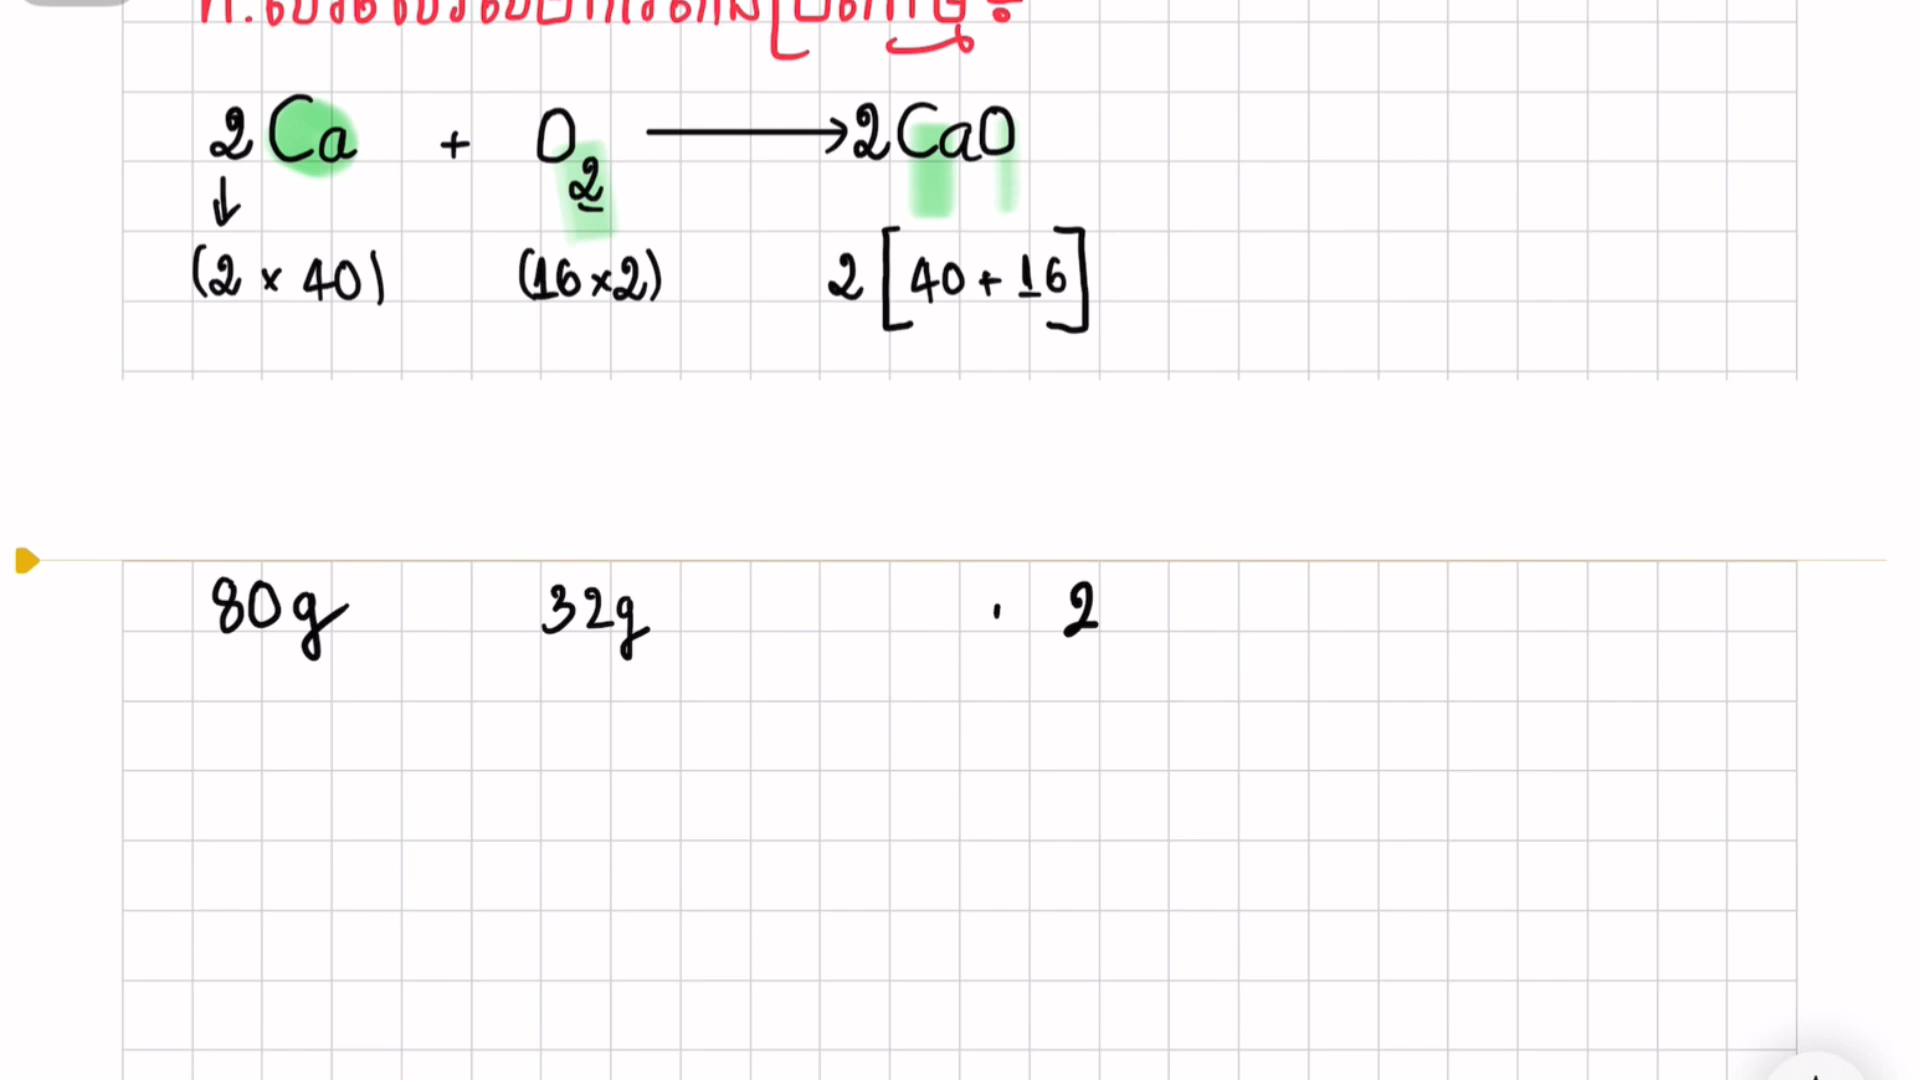 2Ca + O₂ ⟶ 2CaO
↓
(2 × 40) (16×2) 2[40 + 16]
80g 32g . 2